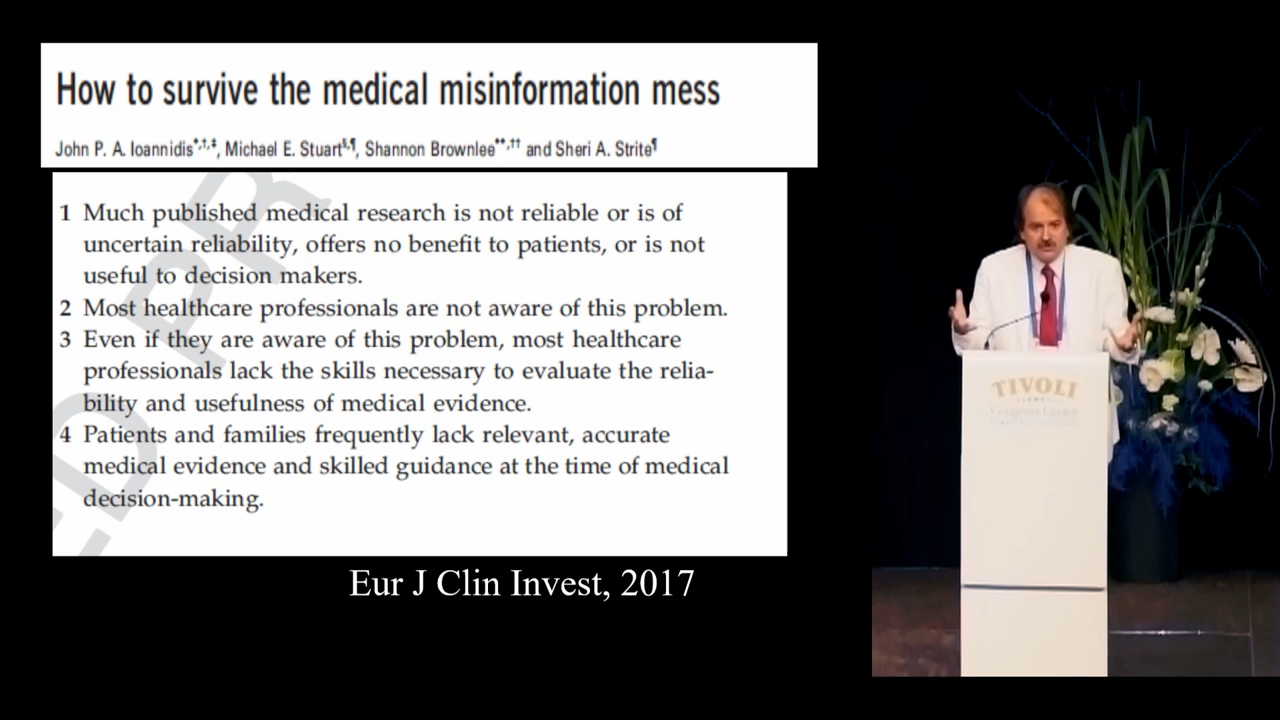 How to survive the medical misinformation mess
John P. A. Ioannidis*,†,‡, Michael E. Stuart§,¶, Shannon Brownlee**,†† and Sheri A. Strite¶
1 Much published medical research is not reliable or is of
uncertain reliability, offers no benefit to patients, or is not
useful to decision makers.
2 Most healthcare professionals are not aware of this problem.
3 Even if they are aware of this problem, most healthcare
professionals lack the skills necessary to evaluate the relia-
bility and usefulness of medical evidence.
4 Patients and families frequently lack relevant, accurate
medical evidence and skilled guidance at the time of medical
decision-making.
ED PR
Eur J Clin Invest, 2017
TIVOLI
Congress Center